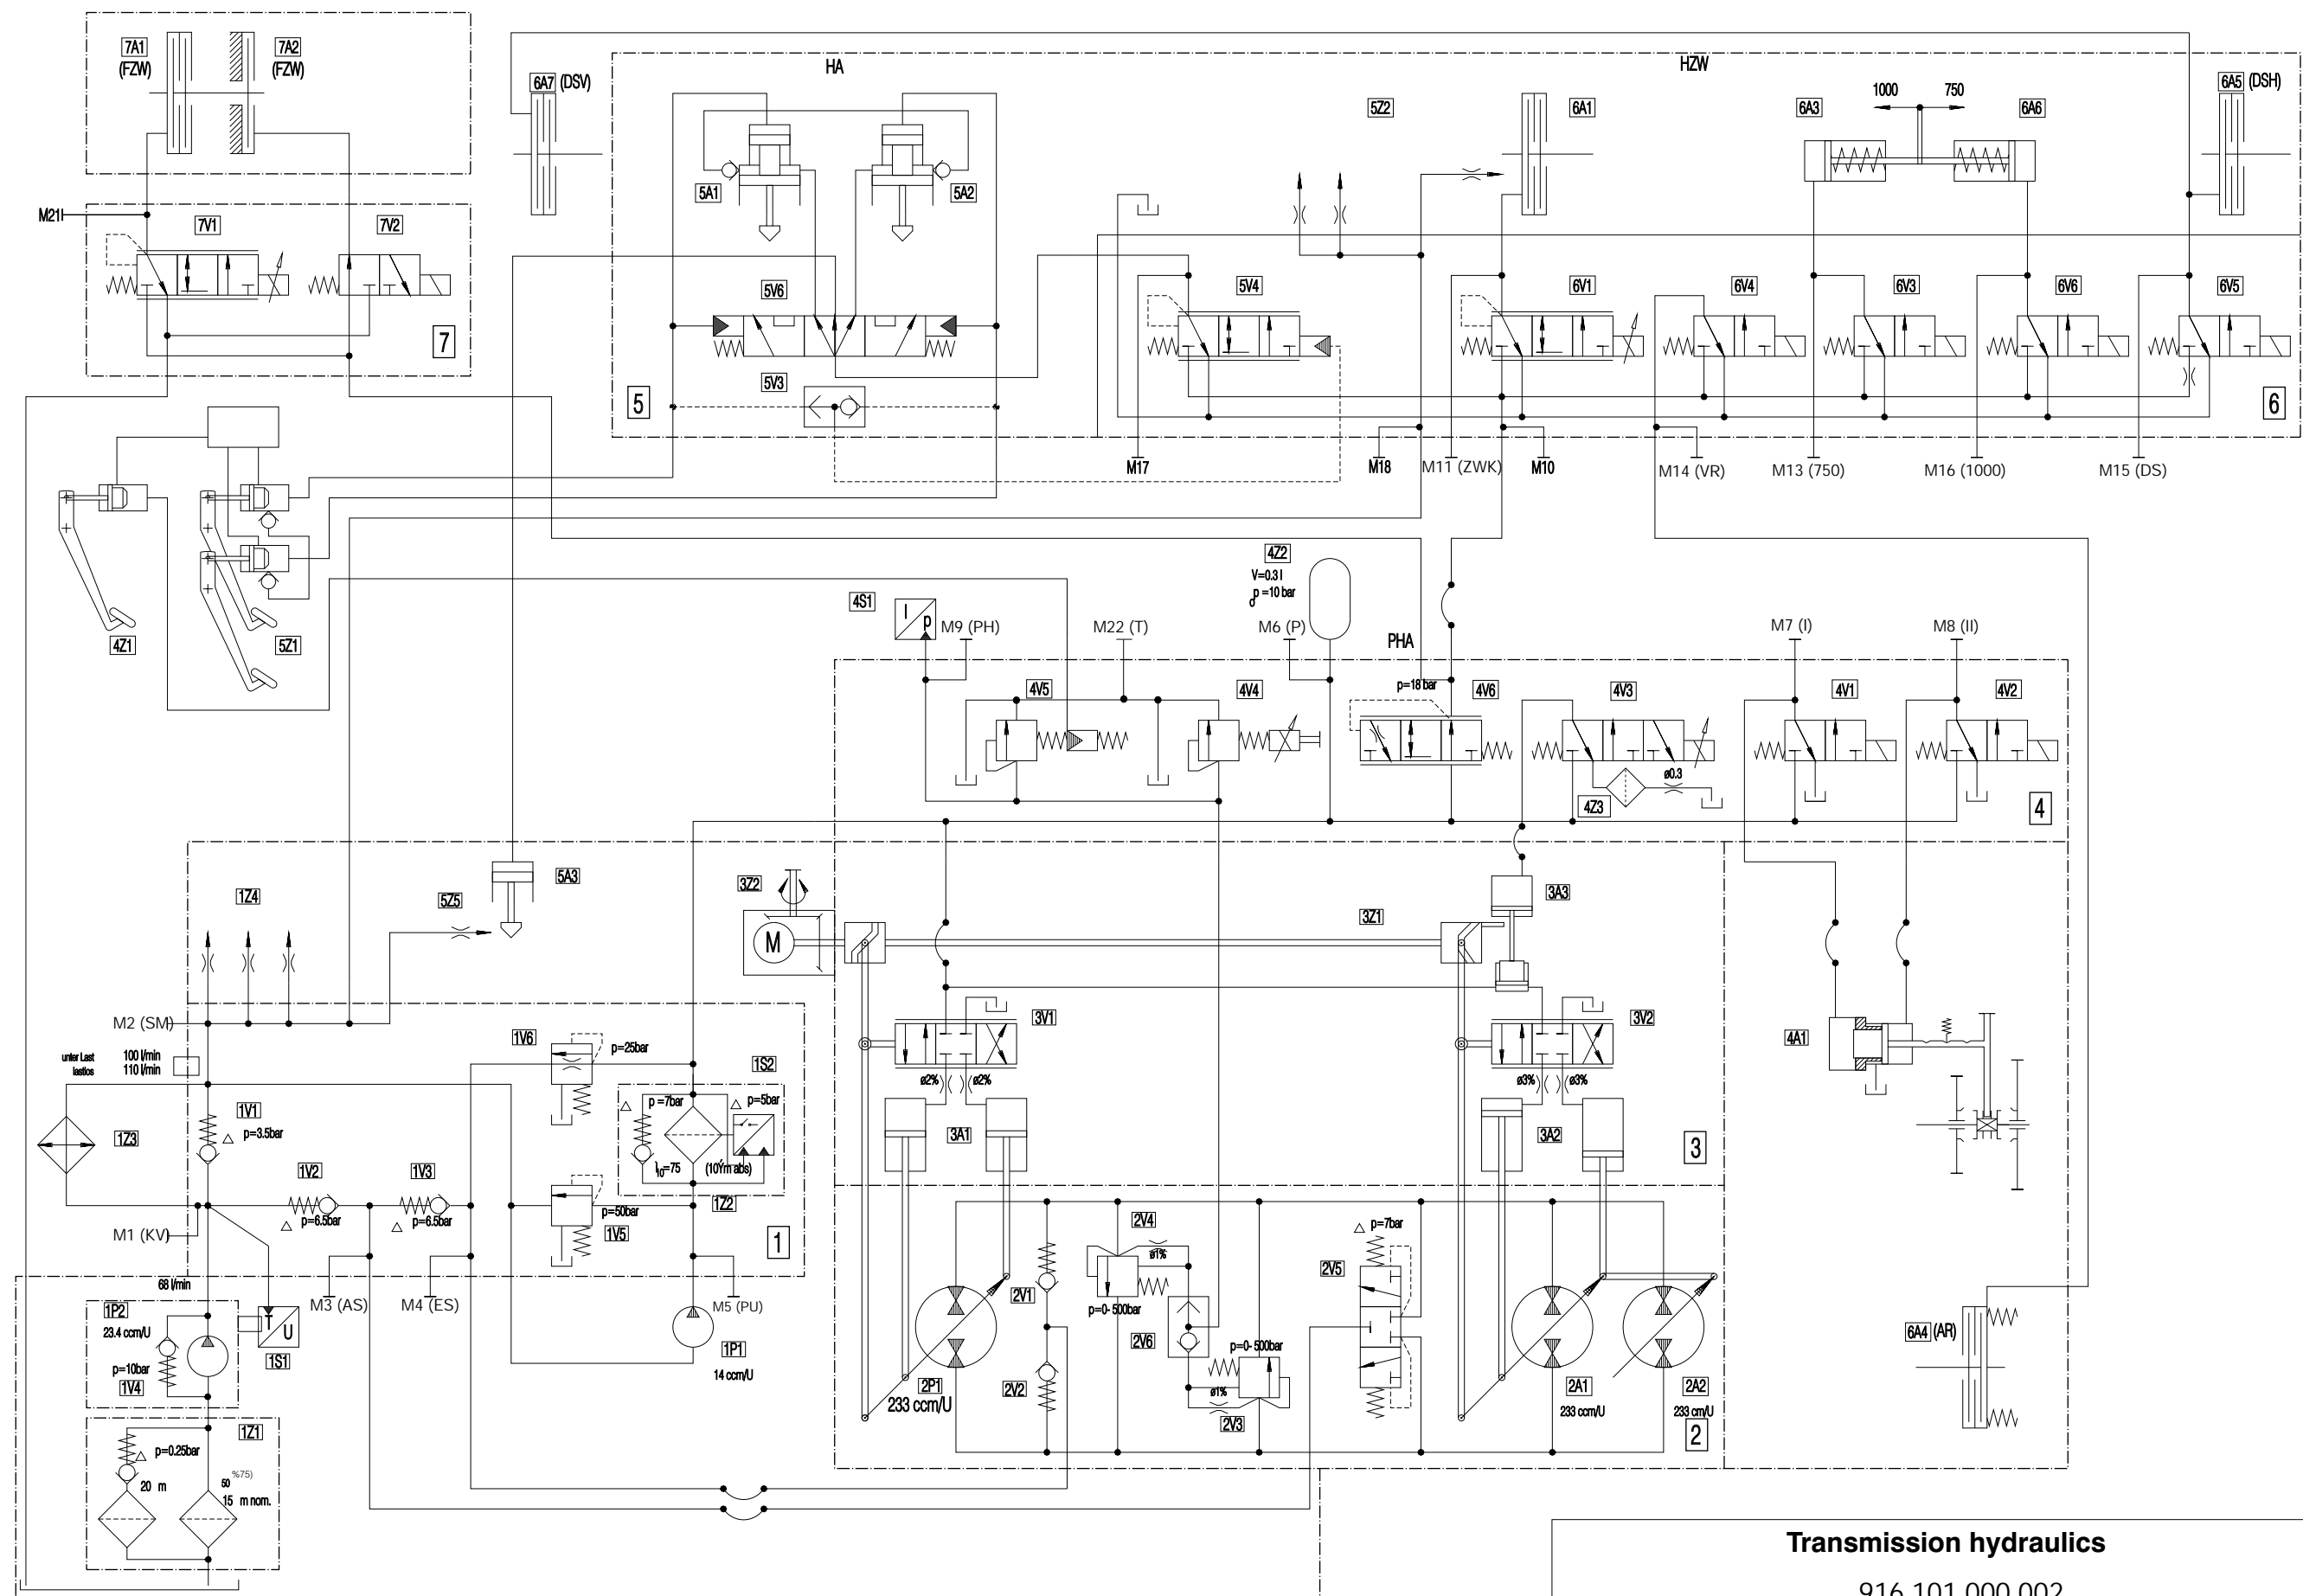 7A1
(FZW)
7A2
(FZW)
6A7 (DSV)
HA
HZW
5Z2
6A1
6A3
1000
750
6A6
6A5 (DSH)
5A1
5A2
M21
7V1
7V2
7
5V6
5V3
5
5V4
6V1
6V4
6V3
6V6
6V5
6
M17
M18
M11 (ZWK)
M10
M14 (VR)
M13 (750)
M16 (1000)
M15 (DS)
4Z1
5Z1
4S1
I
p
M9 (PH)
M22 (T)
M6 (P)
4Z2
V=0.3 l
p =10 bar
o
PHA
M7 (I)
M8 (II)
4V5
4V4
p=18 bar
4V6
4V3
4V1
4V2
4Z3
ø0.3
4
1Z4
5Z5
5A3
3Z2
M
3Z1
3A3
M2 (SM)
unter Last
lastlos
100 l/min
110 l/min
1V6
p=25bar
1S2
p =7bar
p=5bar
3V1
3V2
ø2%
ø2%
ø3%
ø3%
4A1
1Z3
1V1
p=3.5bar
1V2
p=6.5bar
1V3
p=6.5bar
=75
10
1Z2
p=50bar
1V5
1
3A1
3A2
3
M1 (KV)
M3 (AS)
M4 (ES)
M5 (PU)
68 l/min
1P2
23.4 ccm/U
p=10bar
1V4
T
U
1S1
1P1
14 ccm/U
2V1
2V2
2V4
ø1%
p=0-500bar
2V6
p=0-500bar
ø1%
2V3
p=7bar
2V5
2P1
233 ccm/U
2A1
233 ccm/U
2A2
233 cm/U
2
6A4 (AR)
1Z1
p=0.25bar
20 m
50
%75)
15 m nom.
Transmission hydraulics
916.101.000.002